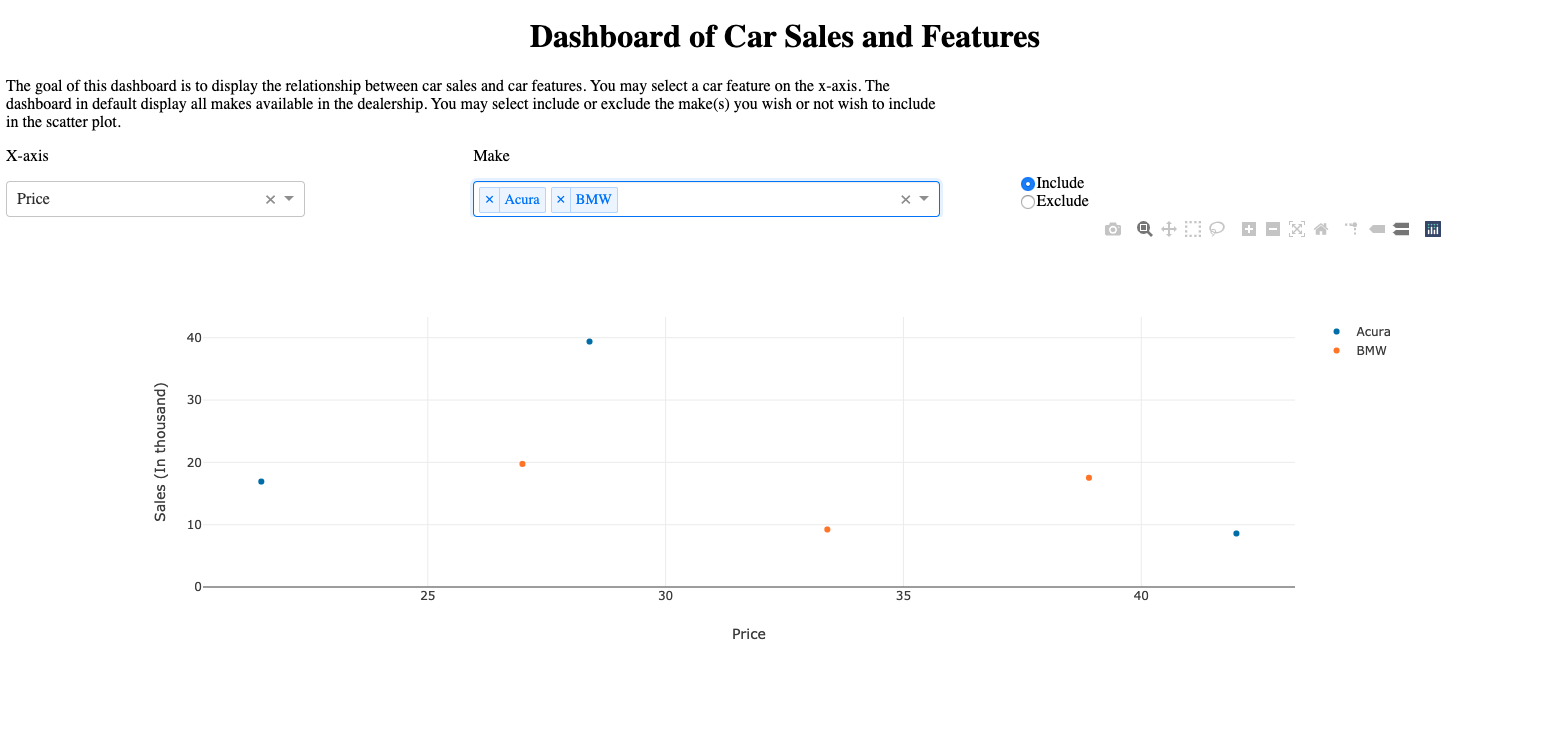 Dashboard of Car Sales and Features
The goal of this dashboard is to display the relationship between car sales and car features. You may select a car feature on the x-axis. The
dashboard in default display all makes available in the dealership. You may select include or exclude the make(s) you wish or not wish to include
in the scatter plot.
X-axis
Make
Price
× Acura × BMW
Include
Exclude
Acura
BMW
Sales (In thousand)
40
30
20
10
0
25 30 35 40
Price